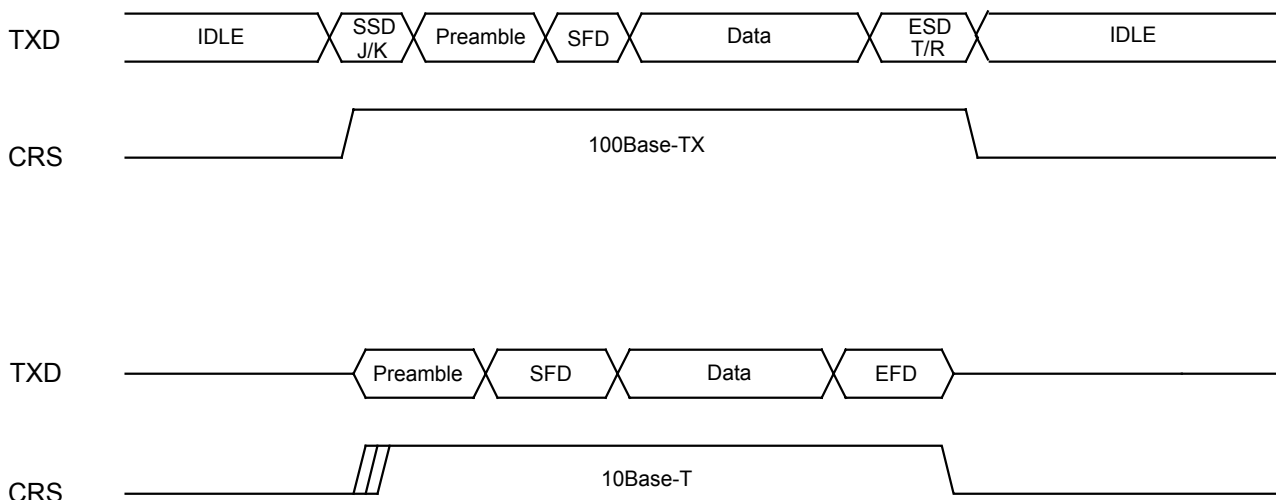 TXD IDLE SSD Preamble SFD Data ESD IDLE
J/K T/R
CRS 100Base-TX
TXD Preamble SFD Data EFD
CRS 10Base-T